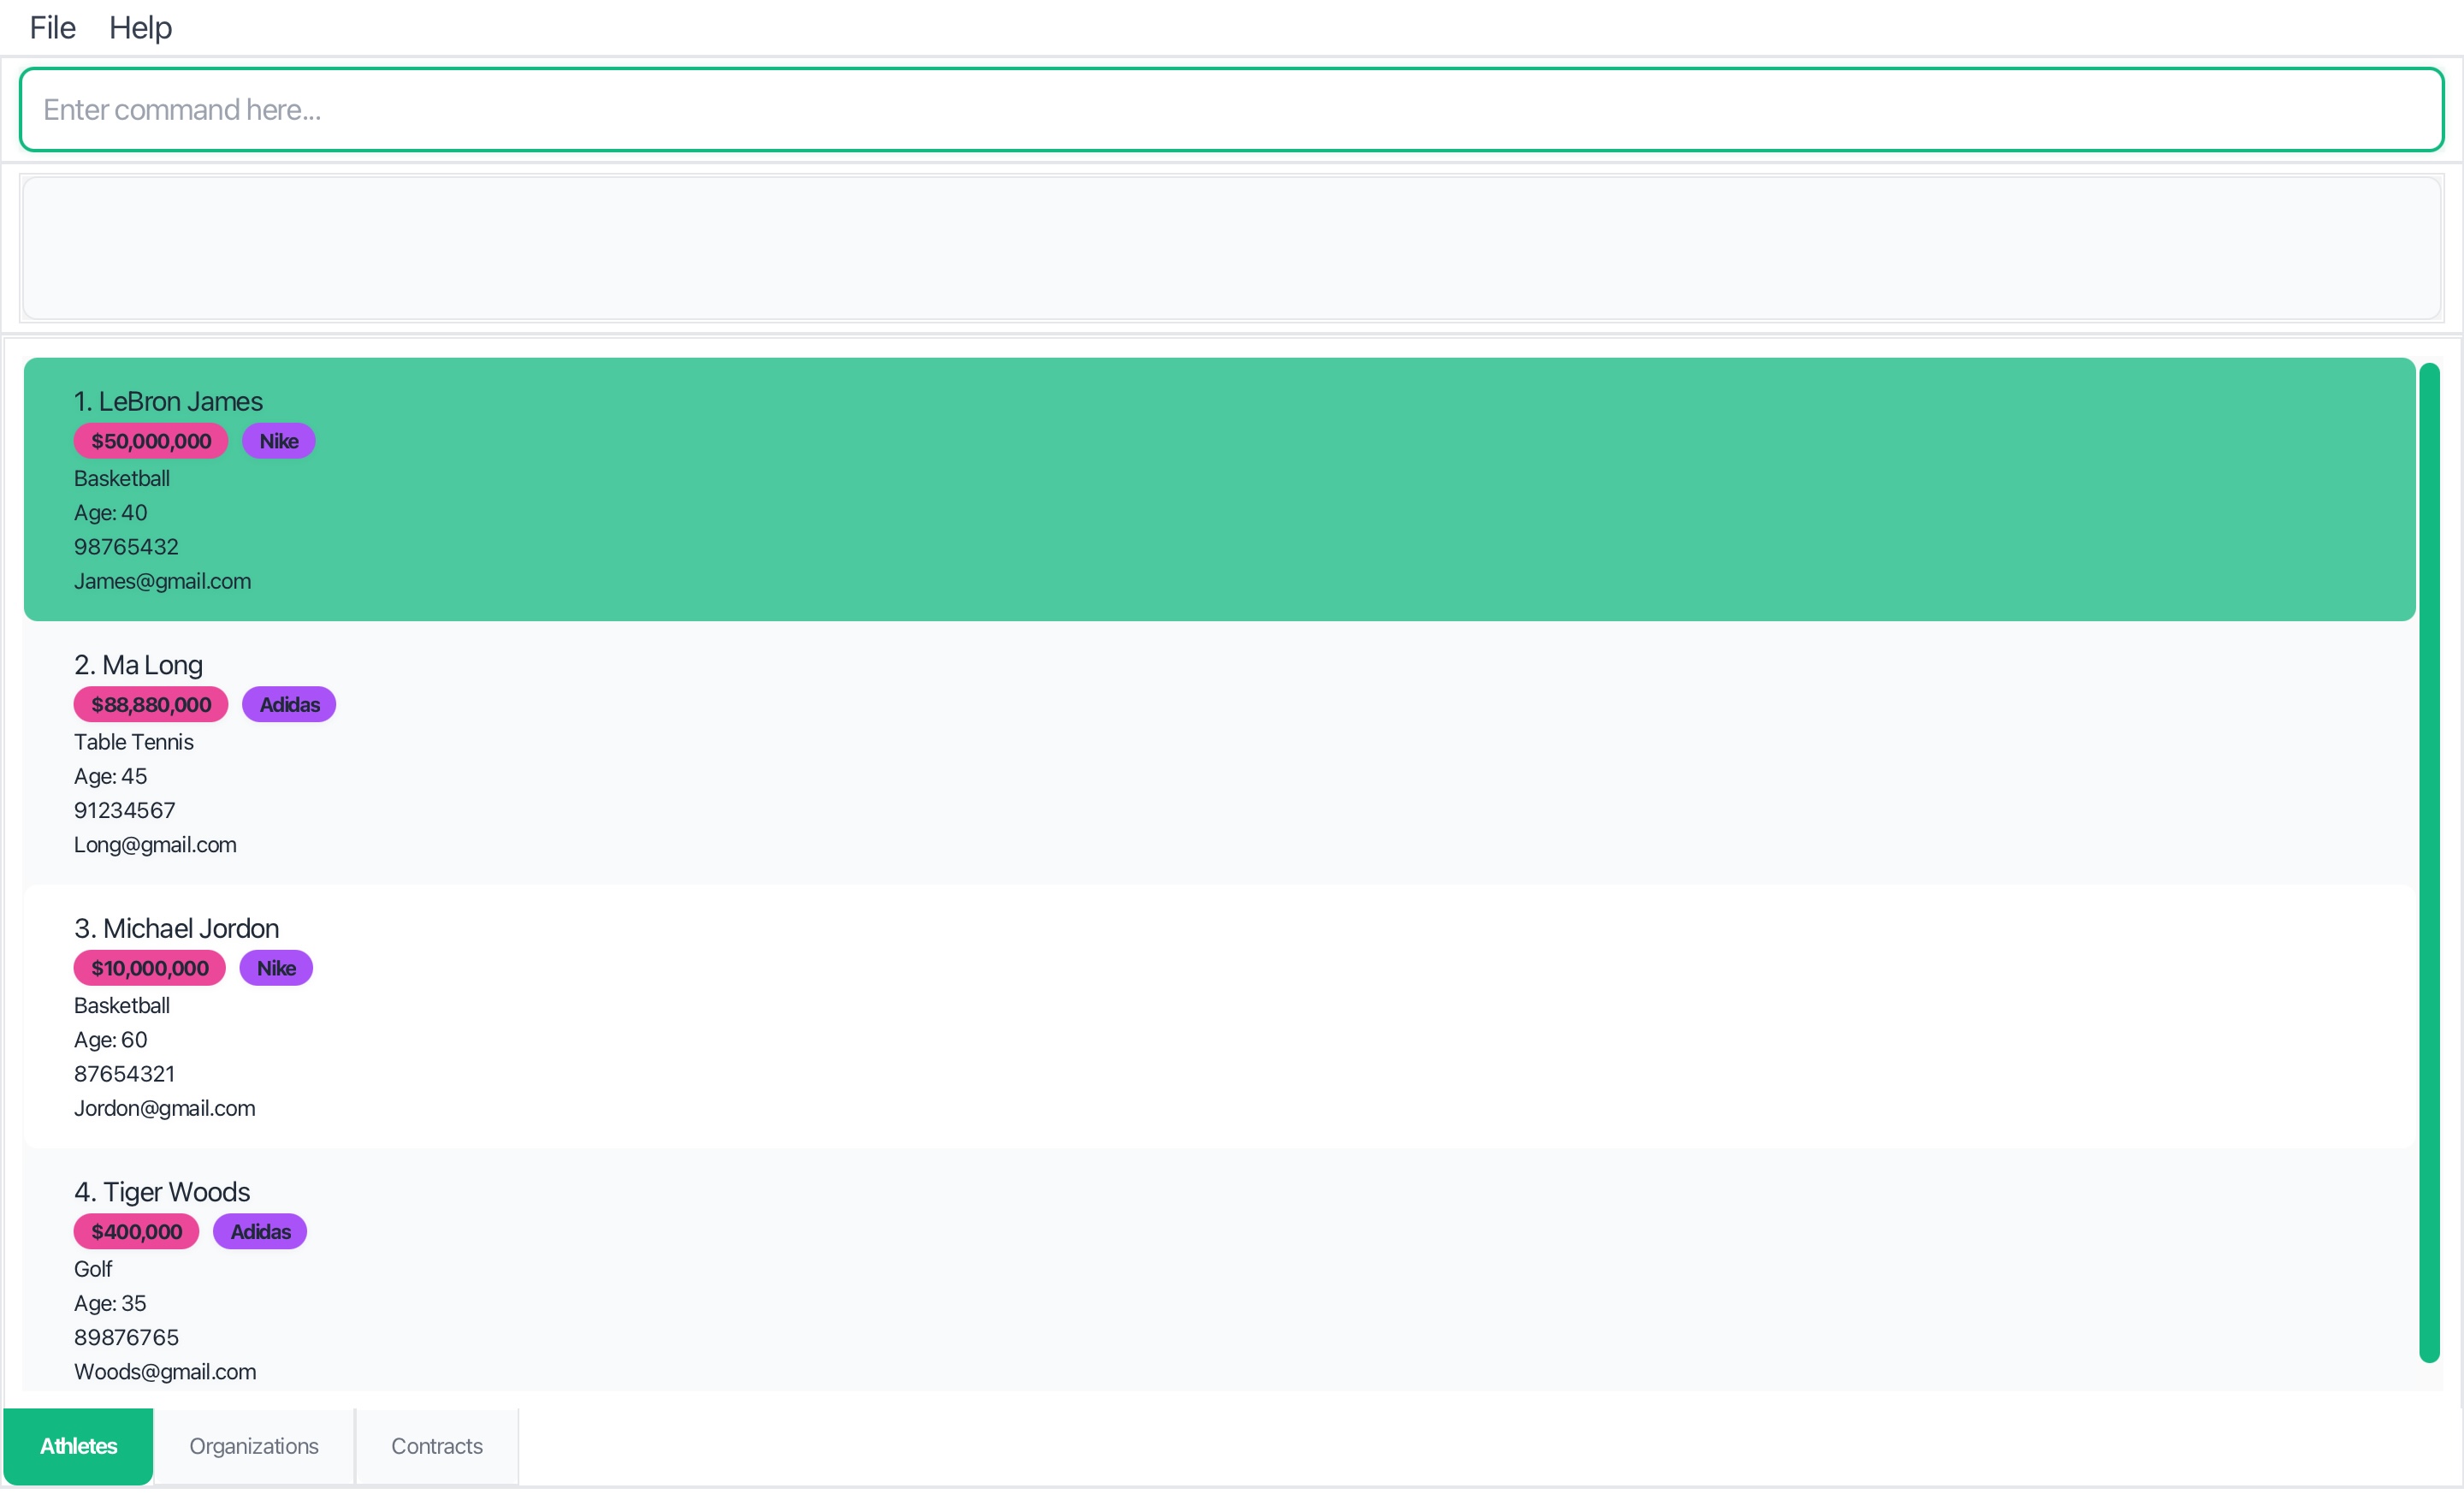 File Help
Enter command here...
1. LeBron James
$50,000,000 Nike
Basketball
Age: 40
98765432
James@gmail.com
2. Ma Long
$88,880,000 Adidas
Table Tennis
Age: 45
91234567
Long@gmail.com
3. Michael Jordon
$10,000,000 Nike
Basketball
Age: 60
87654321
Jordon@gmail.com
4. Tiger Woods
$400,000 Adidas
Golf
Age: 35
89876765
Woods@gmail.com
Athletes Organizations Contracts